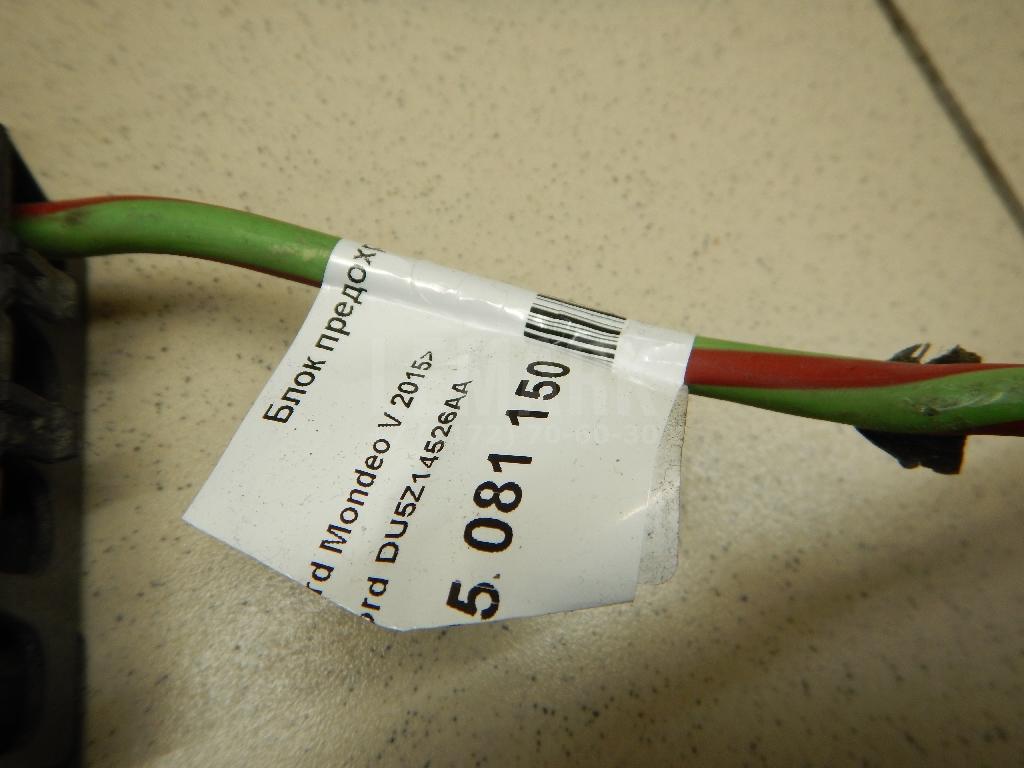 Блок предох
rd Mondeo V 2015>
ord DU5Z14526AA
5 081 150